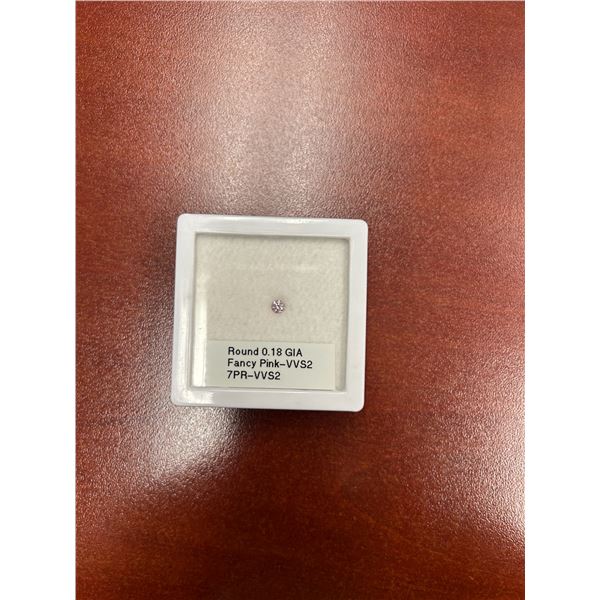 Round 0.18 GIA
Fancy Pink-VVS2
7PR-VVS2